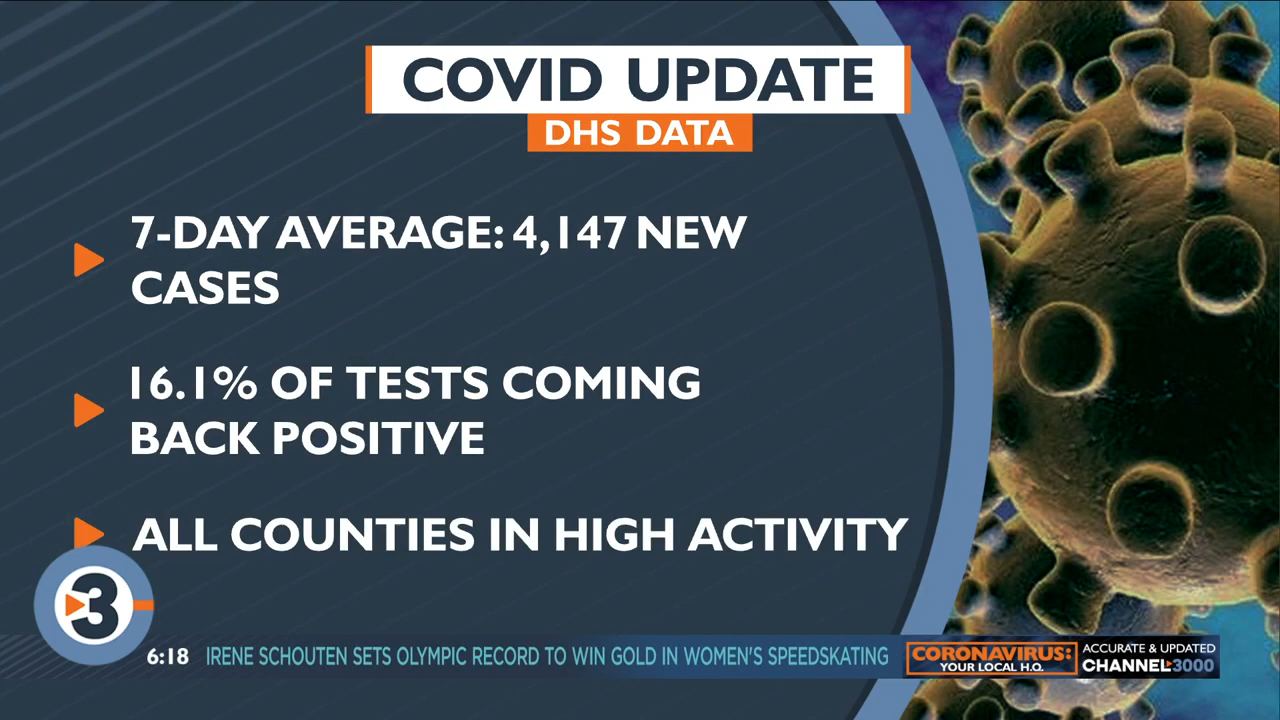 COVID UPDATE
DHS DATA
7-DAY AVERAGE: 4,147 NEW
CASES
16.1% OF TESTS COMING
BACK POSITIVE
ALL COUNTIES IN HIGH ACTIVITY
3
6:18 IRENE SCHOUTEN SETS OLYMPIC RECORD TO WIN GOLD IN WOMEN'S SPEEDSKATING
CORONAVIRUS:
YOUR LOCAL H.Q.
ACCURATE & UPDATED
CHANNEL3000